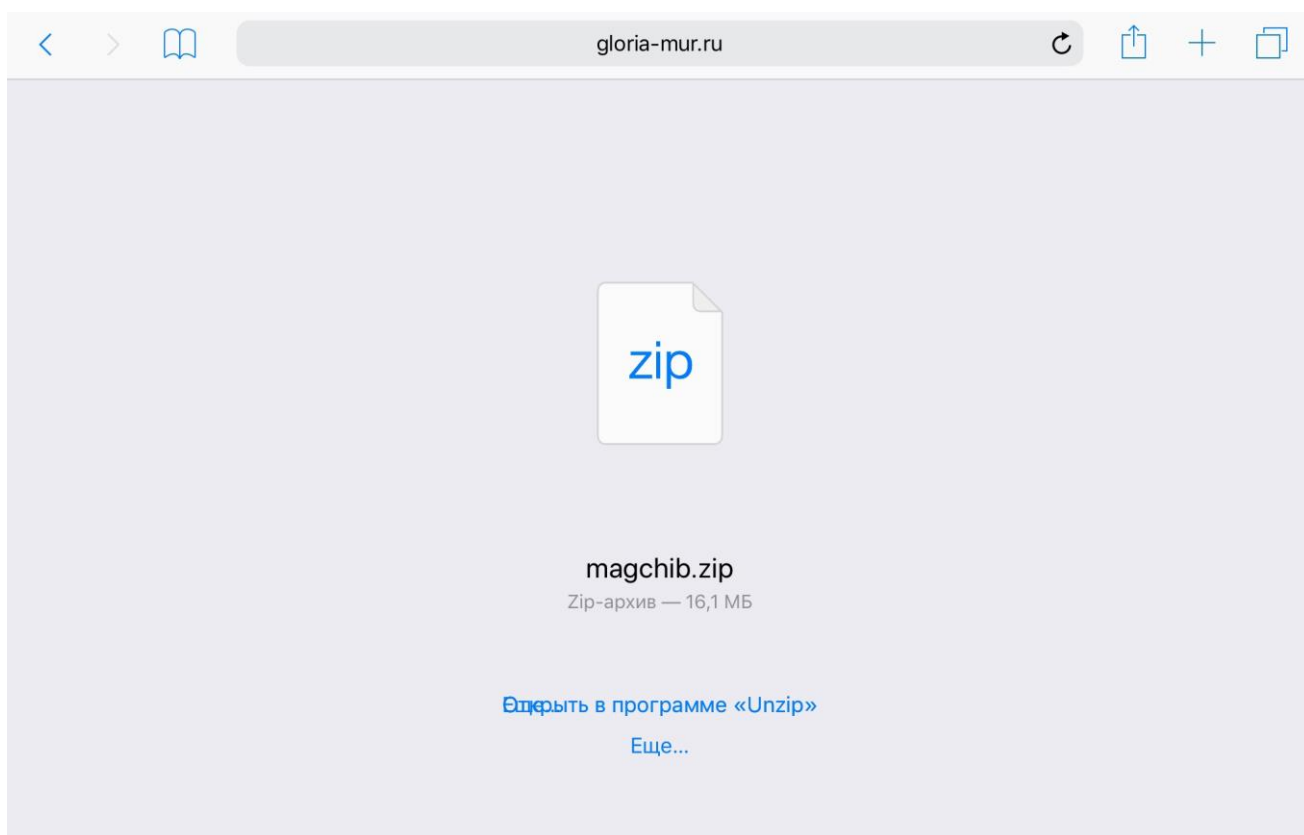 gloria-mur.ru
zip
magchib.zip
Zip-архив — 16,1 МБ
Открыть в программе «Unzip»
Еще...